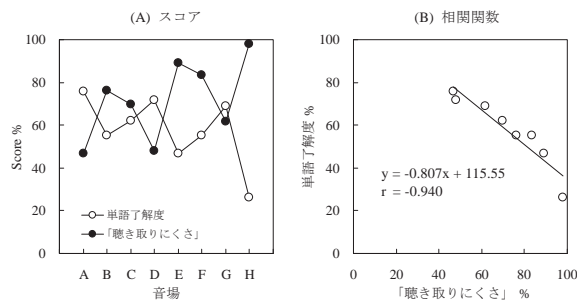 (A) スコア
100
80
60
40
20
0
Score %
単語了解度
「聴き取りにくさ」
A B C D E F G H
音場
(B) 相関関数
100
80
60
40
20
0
単語了解度 %
y = -0.807x + 115.55
r = -0.940
0 20 40 60 80 100
「聴き取りにくさ」 %